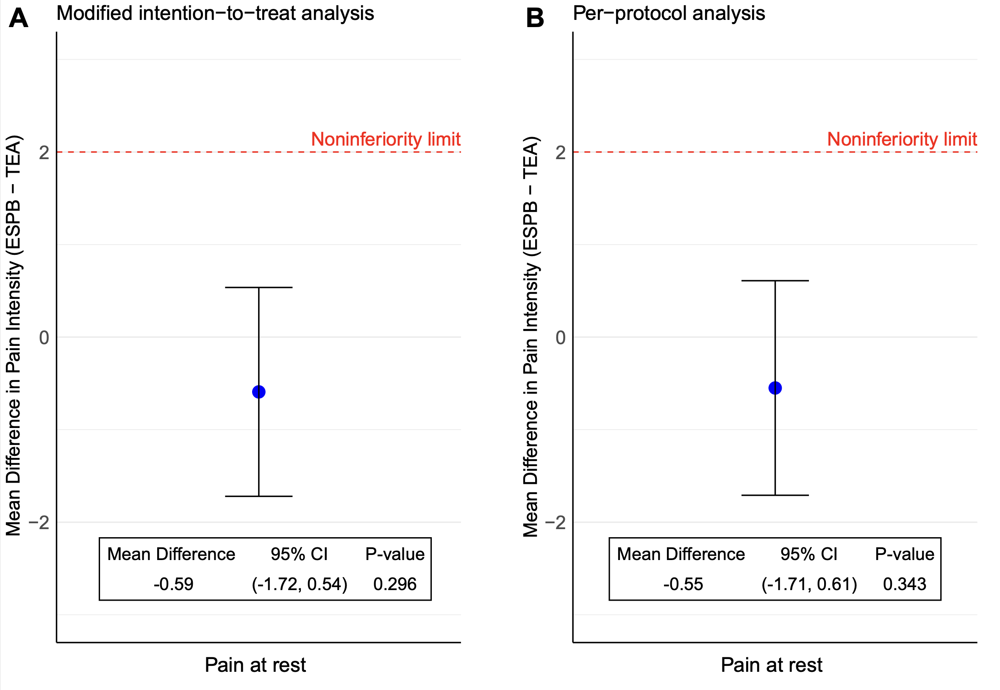 A
Modified intention−to−treat analysis
Mean Difference in Pain Intensity (ESPB − TEA)
2
0
−2
Noninferiority limit
Mean Difference 95% CI P-value
-0.59 (-1.72, 0.54) 0.296
Pain at rest
B
Per−protocol analysis
Mean Difference in Pain Intensity (ESPB − TEA)
2
0
−2
Noninferiority limit
Mean Difference 95% CI P-value
-0.55 (-1.71, 0.61) 0.343
Pain at rest